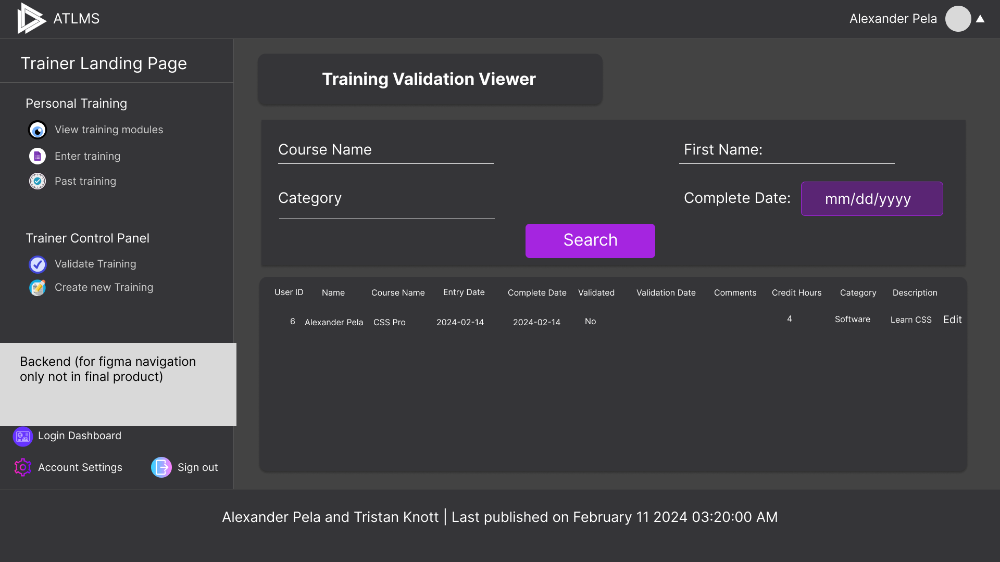 ATLMS
Alexander Pela
Trainer Landing Page
Personal Training
View training modules
Enter training
Past training
Trainer Control Panel
Validate Training
Create new Training
Backend (for figma navigation
only not in final product)
Login Dashboard
Account Settings
Sign out
Training Validation Viewer
Course Name
First Name:
Category
Complete Date:
mm/dd/yyyy
Search
User ID Name Course Name Entry Date Complete Date Validated Validation Date Comments Credit Hours Category Description
6 Alexander Pela CSS Pro 2024-02-14 2024-02-14 No 4 Software Learn CSS Edit
Alexander Pela and Tristan Knott | Last published on February 11 2024 03:20:00 AM